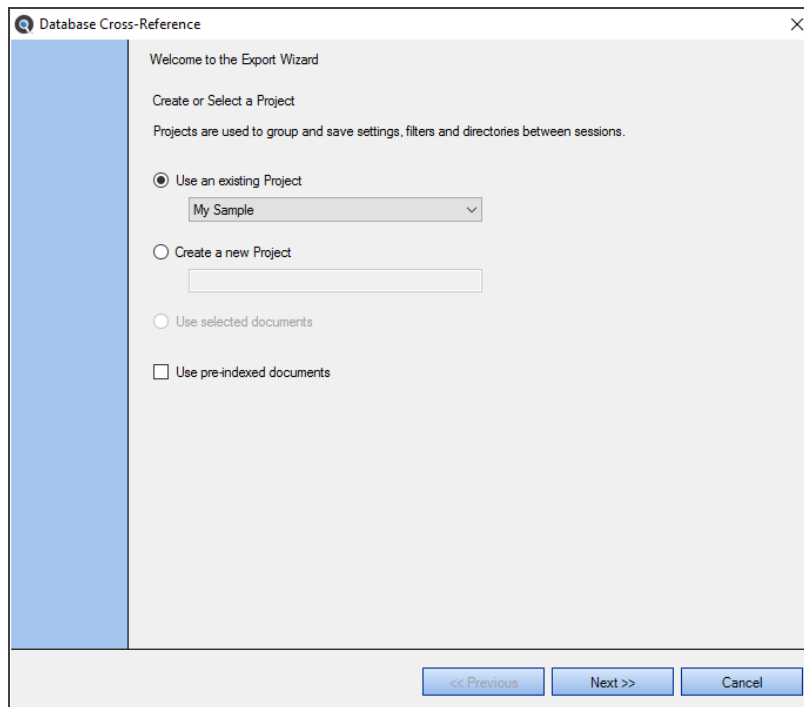 Database Cross-Reference
Welcome to the Export Wizard
Create or Select a Project
Projects are used to group and save settings, filters and directories between sessions.
Use an existing Project
My Sample
Create a new Project
Use selected documents
Use pre-indexed documents
<< Previous
Next >>
Cancel